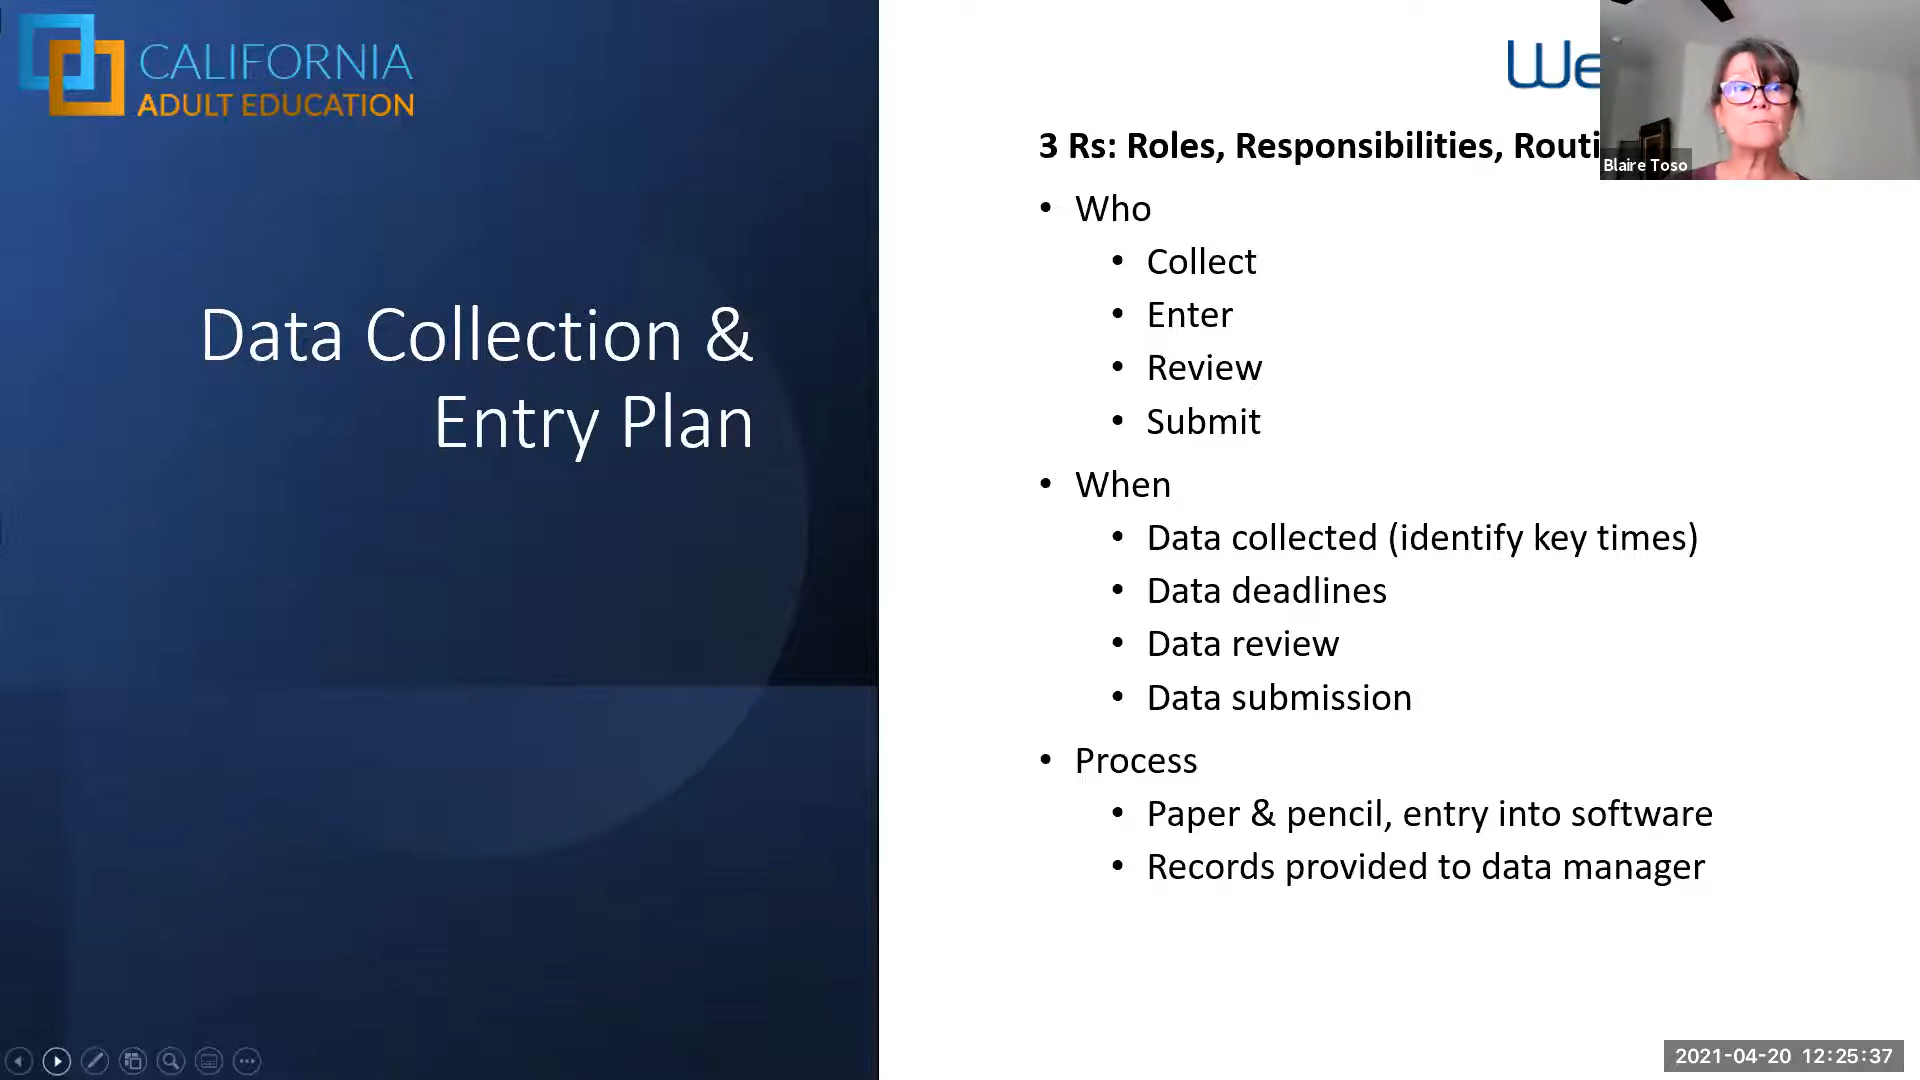 CALIFORNIA
ADULT EDUCATION
Data Collection &
Entry Plan
3 Rs: Roles, Responsibilities,
• Who
• Collect
• Enter
• Review
• Submit
• When
• Data collected (identify key times)
• Data deadlines
• Data review
• Data submission
• Process
• Paper & pencil, entry into software
• Records provided to data manager
Blaire Toso
2021-04-20 12:25:37